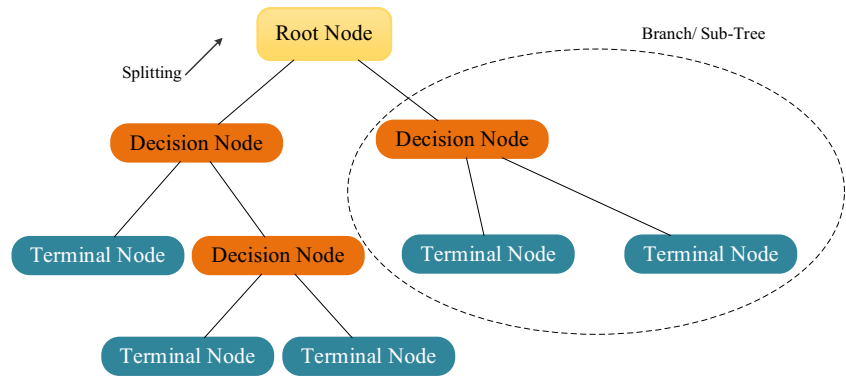 Root Node
Branch/ Sub-Tree
Splitting
Decision Node
Decision Node
Terminal Node
Decision Node
Terminal Node
Terminal Node
Terminal Node
Terminal Node